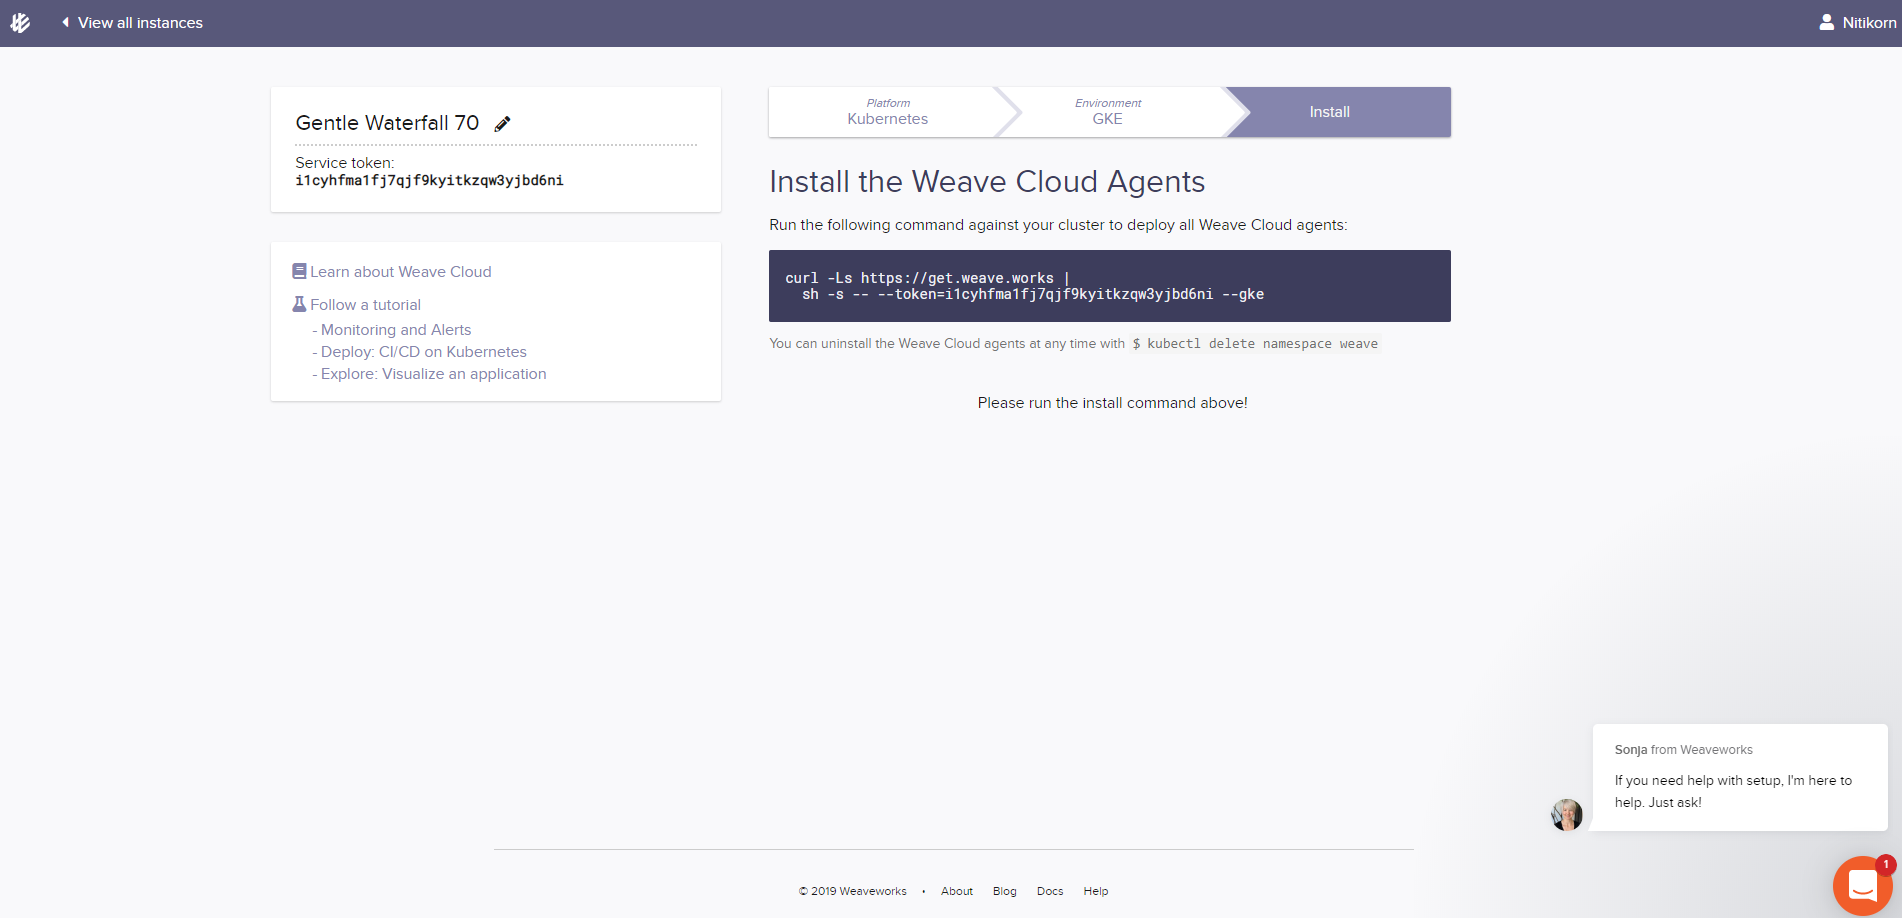 View all instances
Nitikorn
Gentle Waterfall 70
Service token:
i1cyhfma1fj7qjf9kyitkzqw3yjbd6ni
Learn about Weave Cloud
Follow a tutorial
- Monitoring and Alerts
- Deploy: CI/CD on Kubernetes
- Explore: Visualize an application
Platform
Kubernetes
Environment
GKE
Install
Install the Weave Cloud Agents
Run the following command against your cluster to deploy all Weave Cloud agents:
curl -Ls https://get.weave.works |
sh -s -- --token=i1cyhfma1fj7qjf9kyitkzqw3yjbd6ni --gke
You can uninstall the Weave Cloud agents at any time with $ kubectl delete namespace weave
Please run the install command above!
Sonja from Weaveworks
If you need help with setup, I'm here to
help. Just ask!
1
© 2019 Weaveworks • About Blog Docs Help